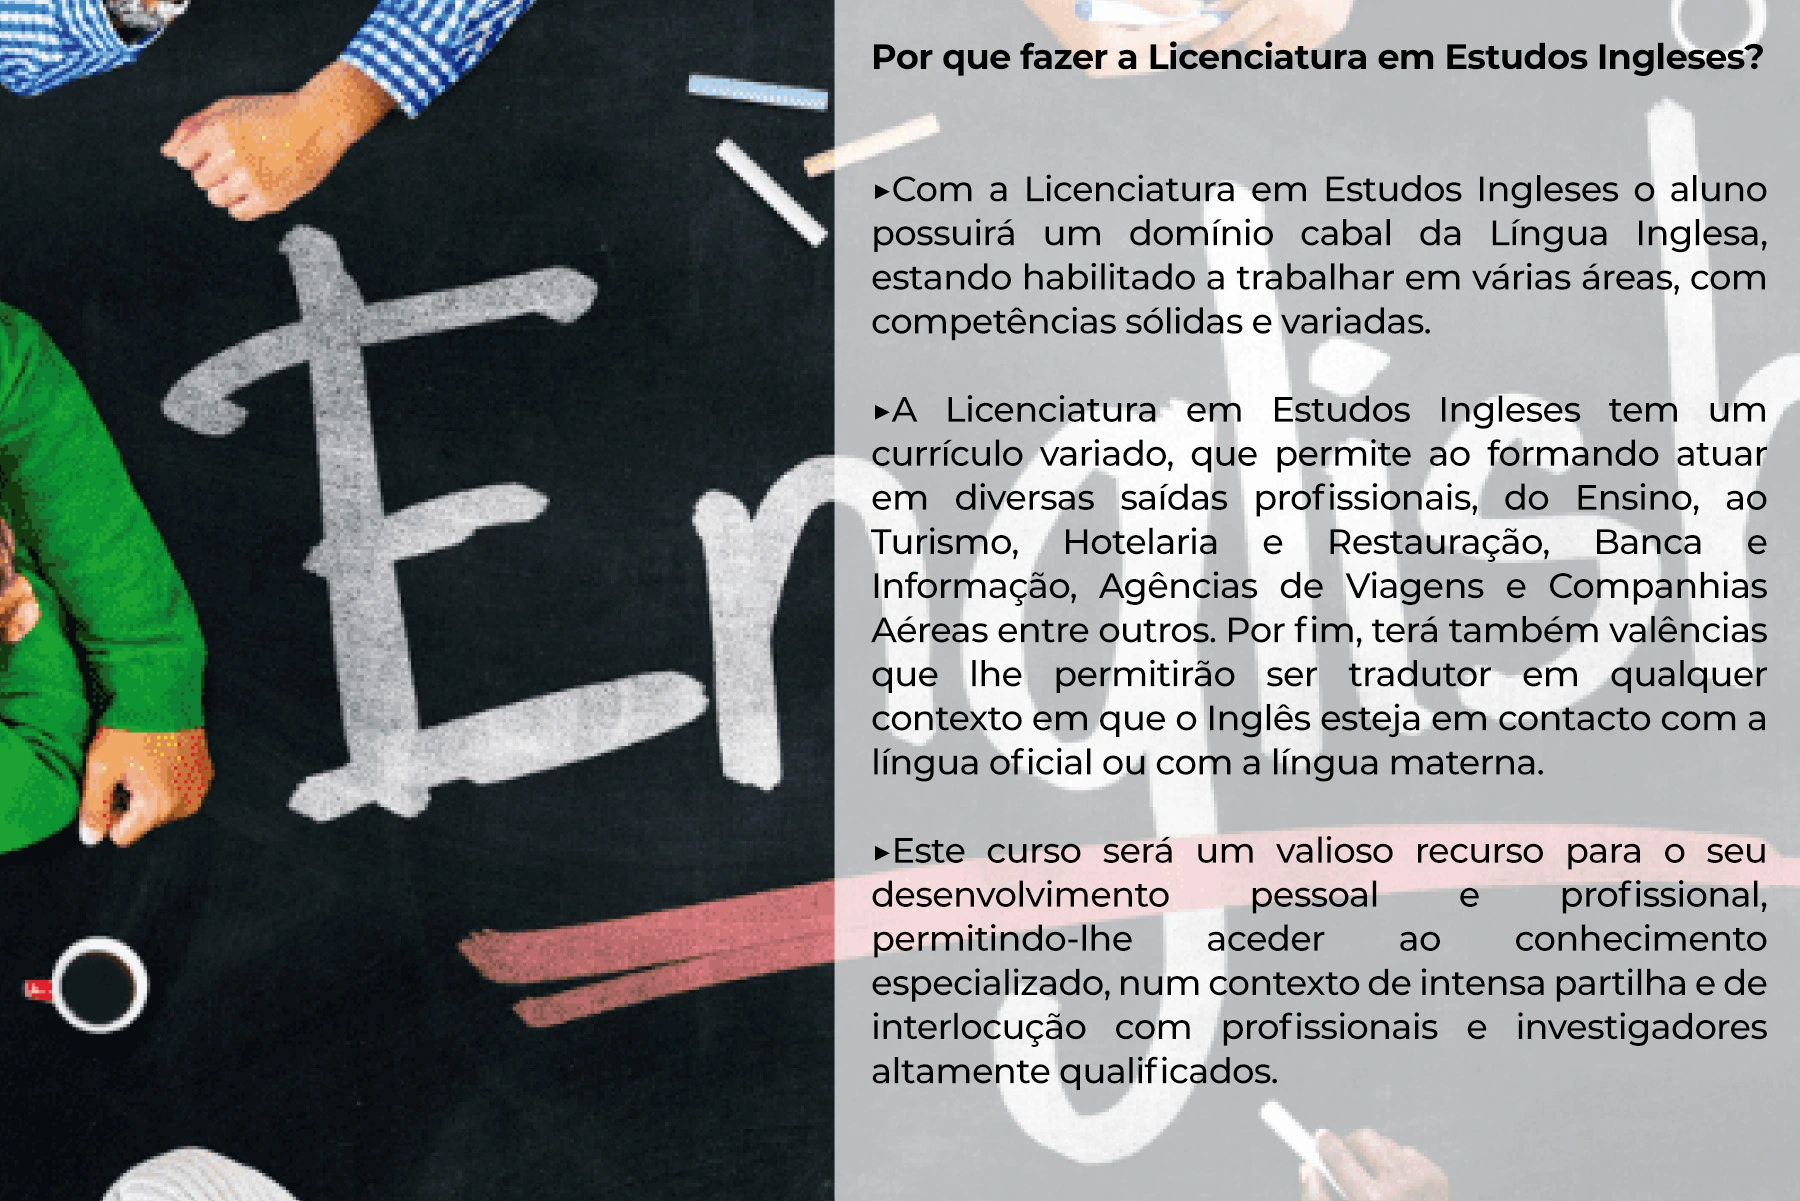 Por que fazer a Licenciatura em Estudos Ingleses?
▸Com a Licenciatura em Estudos Ingleses o aluno
possuirá um domínio cabal da Língua Inglesa,
estando habilitado a trabalhar em várias áreas, com
competências sólidas e variadas.
▸A Licenciatura em Estudos Ingleses tem um
currículo variado, que permite ao formando atuar
em diversas saídas profissionais, do Ensino, ao
Turismo, Hotelaria e Restauração, Banca e
Informação, Agências de Viagens e Companhias
Aéreas entre outros. Por fim, terá também valências
que lhe permitirão ser tradutor em qualquer
contexto em que o Inglês esteja em contacto com a
língua oficial ou com a língua materna.
▸Este curso será um valioso recurso para o seu
desenvolvimento pessoal e profissional,
permitindo-lhe aceder ao conhecimento
especializado, num contexto de intensa partilha e de
interlocução com profissionais e investigadores
altamente qualificados.
English